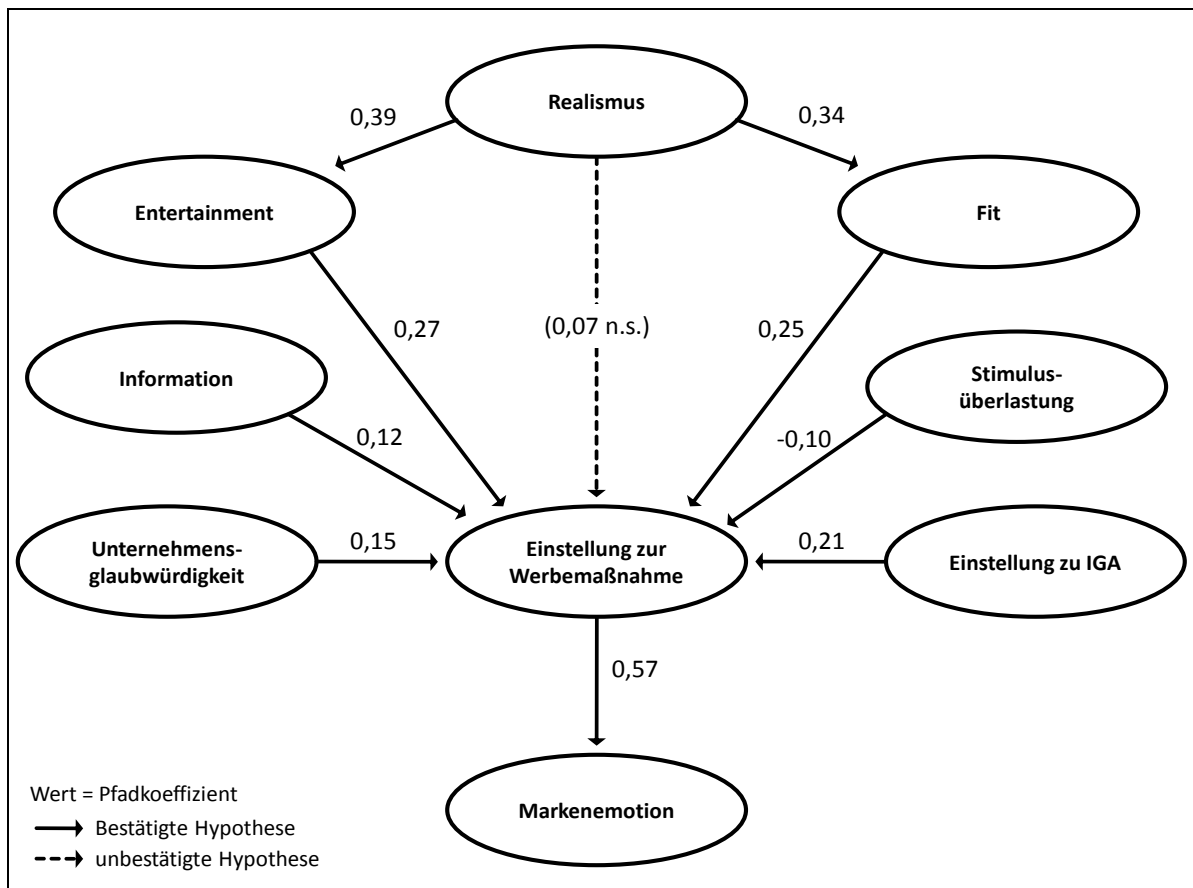 Realismus
0,39
0,34
Entertainment
Fit
0,27
(0,07 n.s.)
0,25
Information
Stimulus-
überlastung
0,12
-0,10
Unternehmens-
glaubwürdigkeit
0,15
Einstellung zur
Werbemaßnahme
0,21
Einstellung zu IGA
0,57
Markenemotion
Wert = Pfadkoeffizient
Bestätigte Hypothese
unbestätigte Hypothese